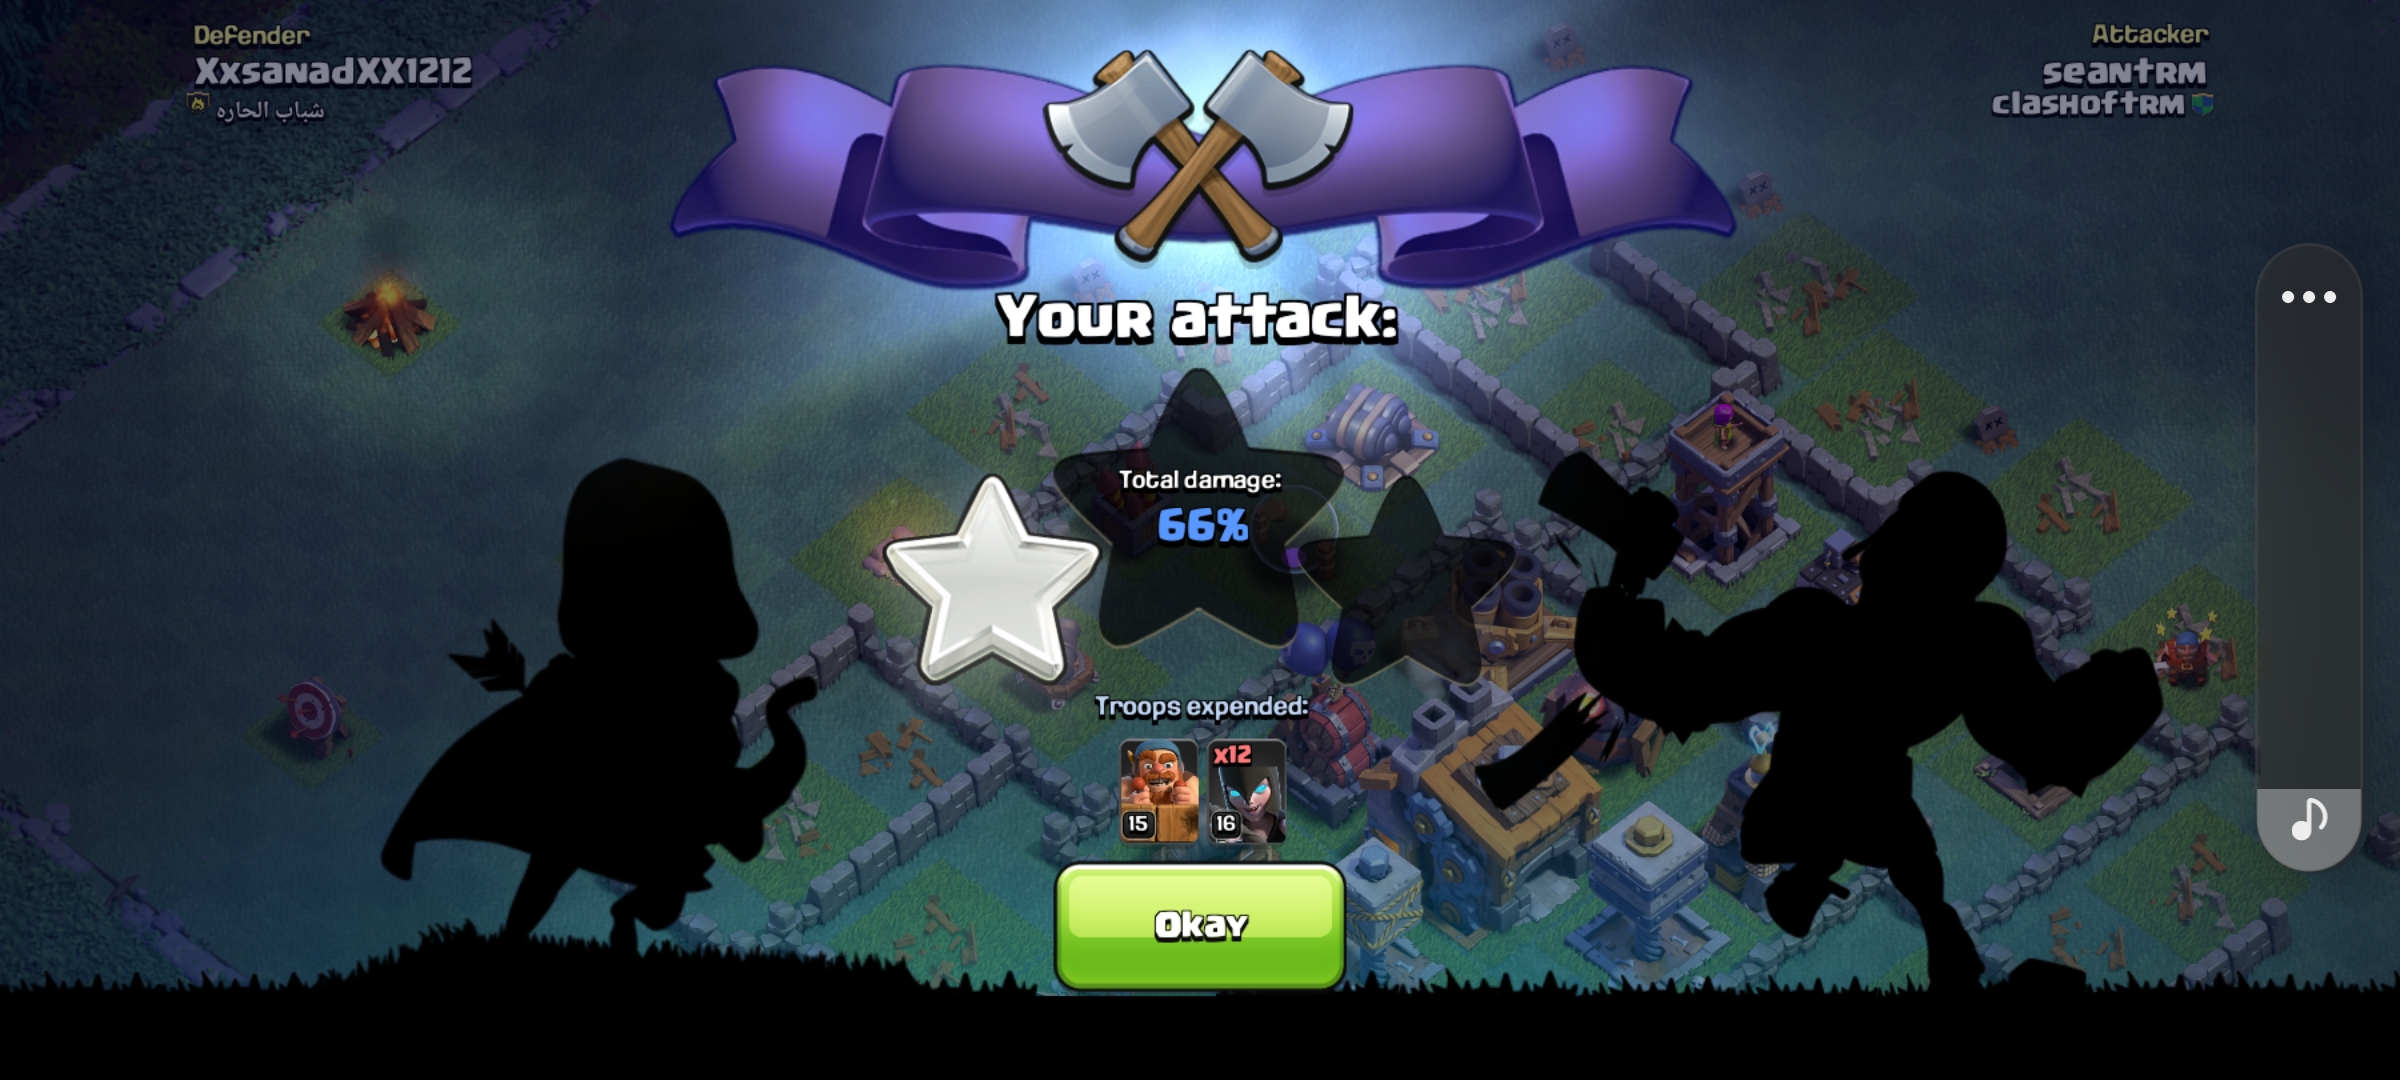 Defender
XxsanadXX1212
شباب الحاره
Attacker
seantrm
clashoftrm
Your attack:
Total damage:
66%
Troops expended:
x12
15
16
Okay